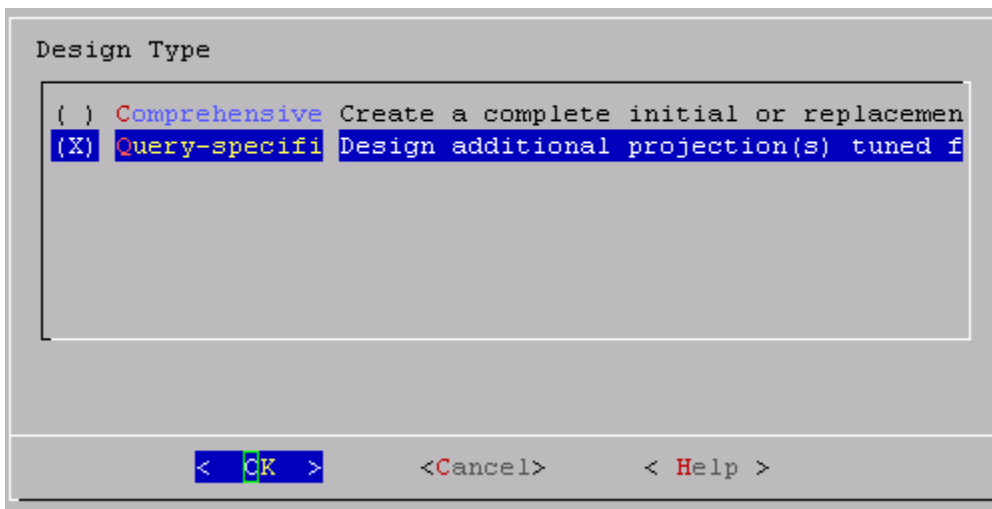 Design Type
( ) Comprehensive Create a complete initial or replacemen
(X) Query-specifi Design additional projection(s) tuned f
< OK > <Cancel> < Help >